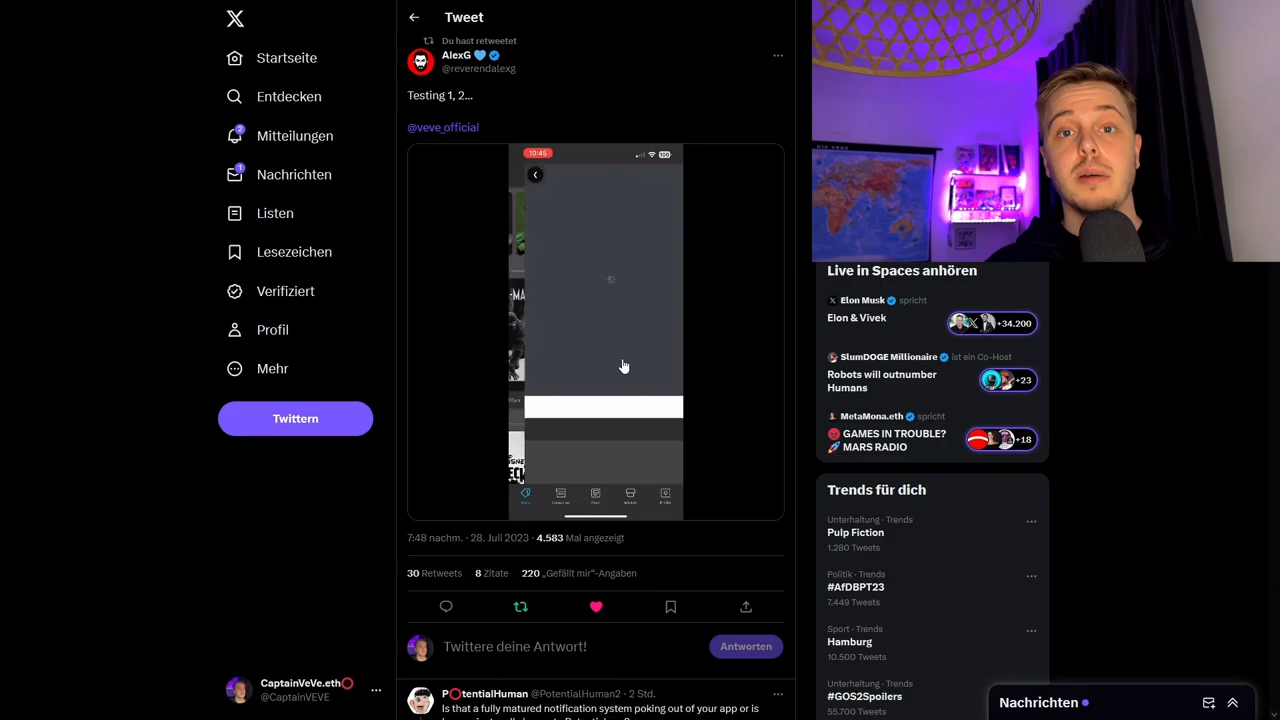 Startseite
Entdecken
2
Mitteilungen
1
Nachrichten
Listen
Lesezeichen
Verifiziert
Profil
Mehr
Twittern
CaptainVeVe.eth⭕
@CaptainVEVE
Tweet
Du hast retweetet
AlexG 🩵
@reverendalexg
Testing 1, 2...
@veve_official
10:45
100
7:48 nachm. · 28. Juli 2023 · 4.583 Mal angezeigt
30 Retweets 8 Zitate 220 „Gefällt mir“-Angaben
Twittere deine Antwort!
Antworten
P⭕tentialHuman @PotentialHuman2 · 2 Std.
Is that a fully matured notification system poking out of your app or is
Live in Spaces anhören
Elon Musk spricht
Elon & Vivek
+34.200
SlumDOGE Millionaire ist ein Co-Host
Robots will outnumber
Humans
+23
MetaMona.eth spricht
😡 GAMES IN TROUBLE?
🚀 MARS RADIO
+18
Trends für dich
Unterhaltung · Trends
Pulp Fiction
1.280 Tweets
Politik · Trends
#AfDBPT23
7.449 Tweets
Sport · Trends
Hamburg
10.500 Tweets
Unterhaltung · Trends
#GOS2Spoilers
55.700 Tweets
Nachrichten